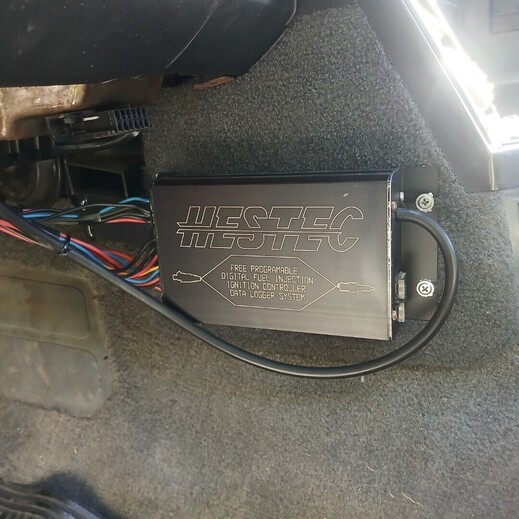 HESTEC
FREE PROGRAMABLE
DIGITAL FUEL INJECTION
IGNITION CONTROLLER
DATA LOGGER SYSTEM